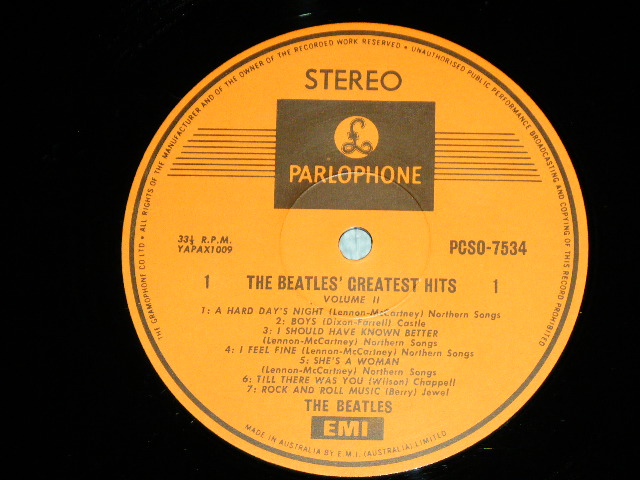 THE GRAMOPHONE CO LTD • ALL RIGHTS OF THE MANUFACTURER AND OF THE OWNER OF THE RECORDED WORK RESERVED • UNAUTHORISED PUBLIC PERFORMANCE BROADCASTING AND COPYING OF THIS RECORD PROHIBITED
STEREO
£
PARLOPHONE
33⅓ R.P.M.
YAPAX1009
PCSO-7534
1 THE BEATLES' GREATEST HITS 1
VOLUME II
1: A HARD DAY'S NIGHT (Lennon-McCartney) Northern Songs
2: BOYS (Dixon-Farrell) Castle
3: I SHOULD HAVE KNOWN BETTER
(Lennon-McCartney) Northern Songs
4: I FEEL FINE (Lennon-McCartney) Northern Songs
5: SHE'S A WOMAN
(Lennon-McCartney) Northern Songs
6: TILL THERE WAS YOU (Wilson) Chappell
7: ROCK AND ROLL MUSIC (Berry) Jewel
THE BEATLES
EMI
MADE IN AUSTRALIA BY E.M.I. (AUSTRALIA) LIMITED